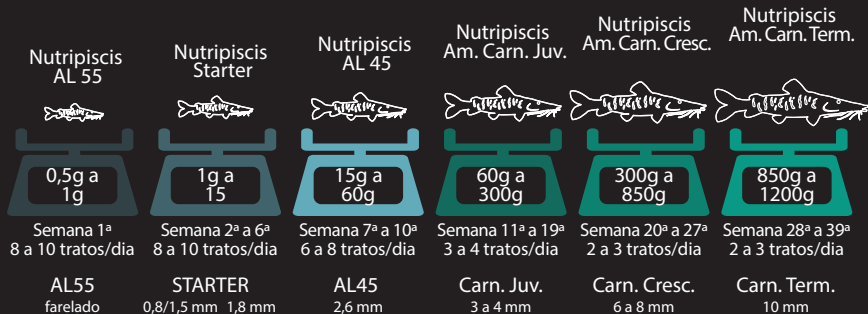 Nutripiscis
AL 55
0,5g a
1g
Semana 1ª
8 a 10 tratos/dia
AL55
farelado
Nutripiscis
Starter
1g a
15
Semana 2ª a 6ª
8 a 10 tratos/dia
STARTER
0,8/1,5 mm 1,8 mm
Nutripiscis
AL 45
15g a
60g
Semana 7ª a 10ª
6 a 8 tratos/dia
AL45
2,6 mm
Nutripiscis
Am. Carn. Juv.
60g a
300g
Semana 11ª a 19ª
3 a 4 tratos/dia
Carn. Juv.
3 a 4 mm
Nutripiscis
Am. Carn. Cresc.
300g a
850g
Semana 20ª a 27ª
2 a 3 tratos/dia
Carn. Cresc.
6 a 8 mm
Nutripiscis
Am. Carn. Term.
850g a
1200g
Semana 28ª a 39ª
2 a 3 tratos/dia
Carn. Term.
10 mm